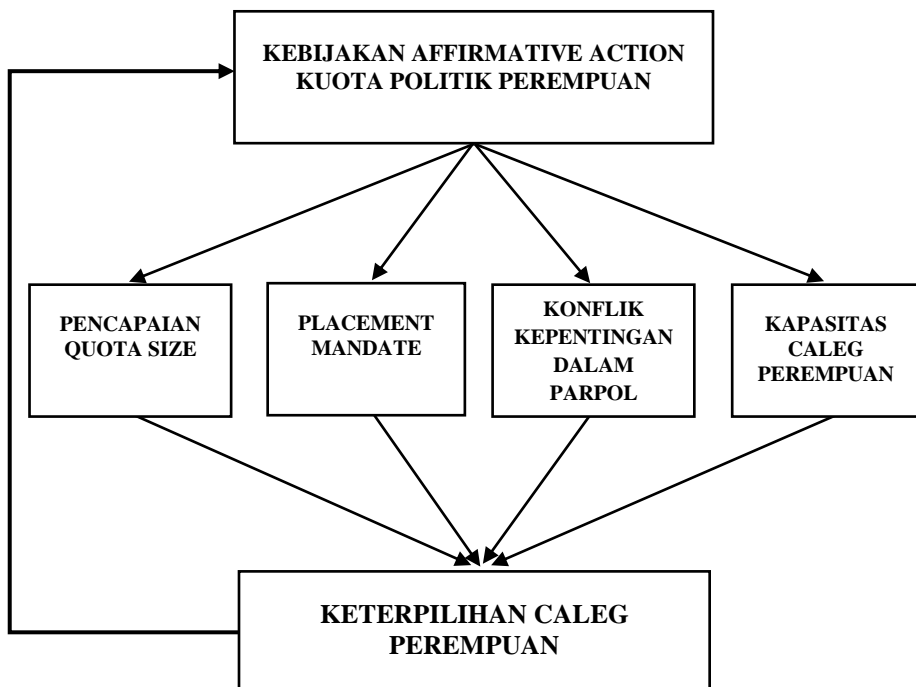 KEBIJAKAN AFFIRMATIVE ACTION
KUOTA POLITIK PEREMPUAN
PENCAPAIAN
QUOTA SIZE
PLACEMENT
MANDATE
KONFLIK
KEPENTINGAN
DALAM
PARPOL
KAPASITAS
CALEG
PEREMPUAN
KETERPILIHAN CALEG
PEREMPUAN